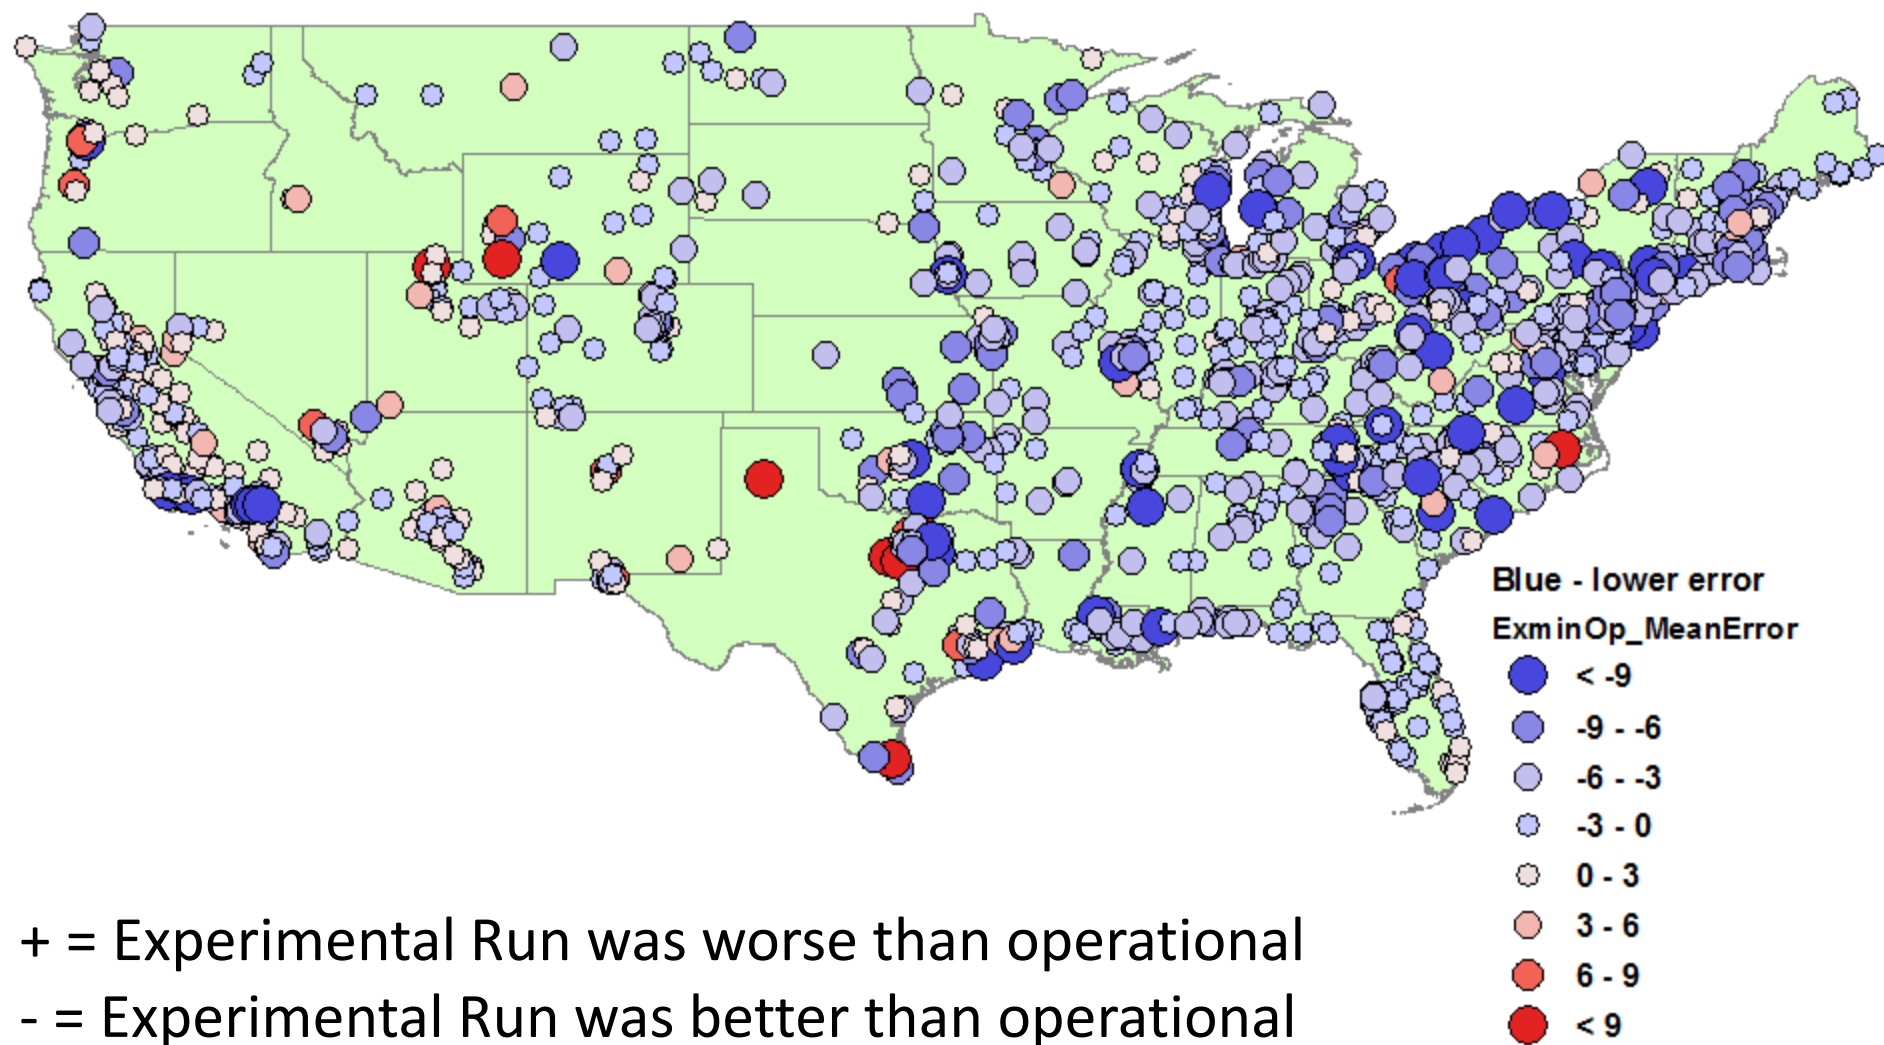 Blue - lower error
ExminOp_MeanError
< -9
-9 - -6
-6 - -3
-3 - 0
0 - 3
3 - 6
6 - 9
< 9
+ = Experimental Run was worse than operational
- = Experimental Run was better than operational